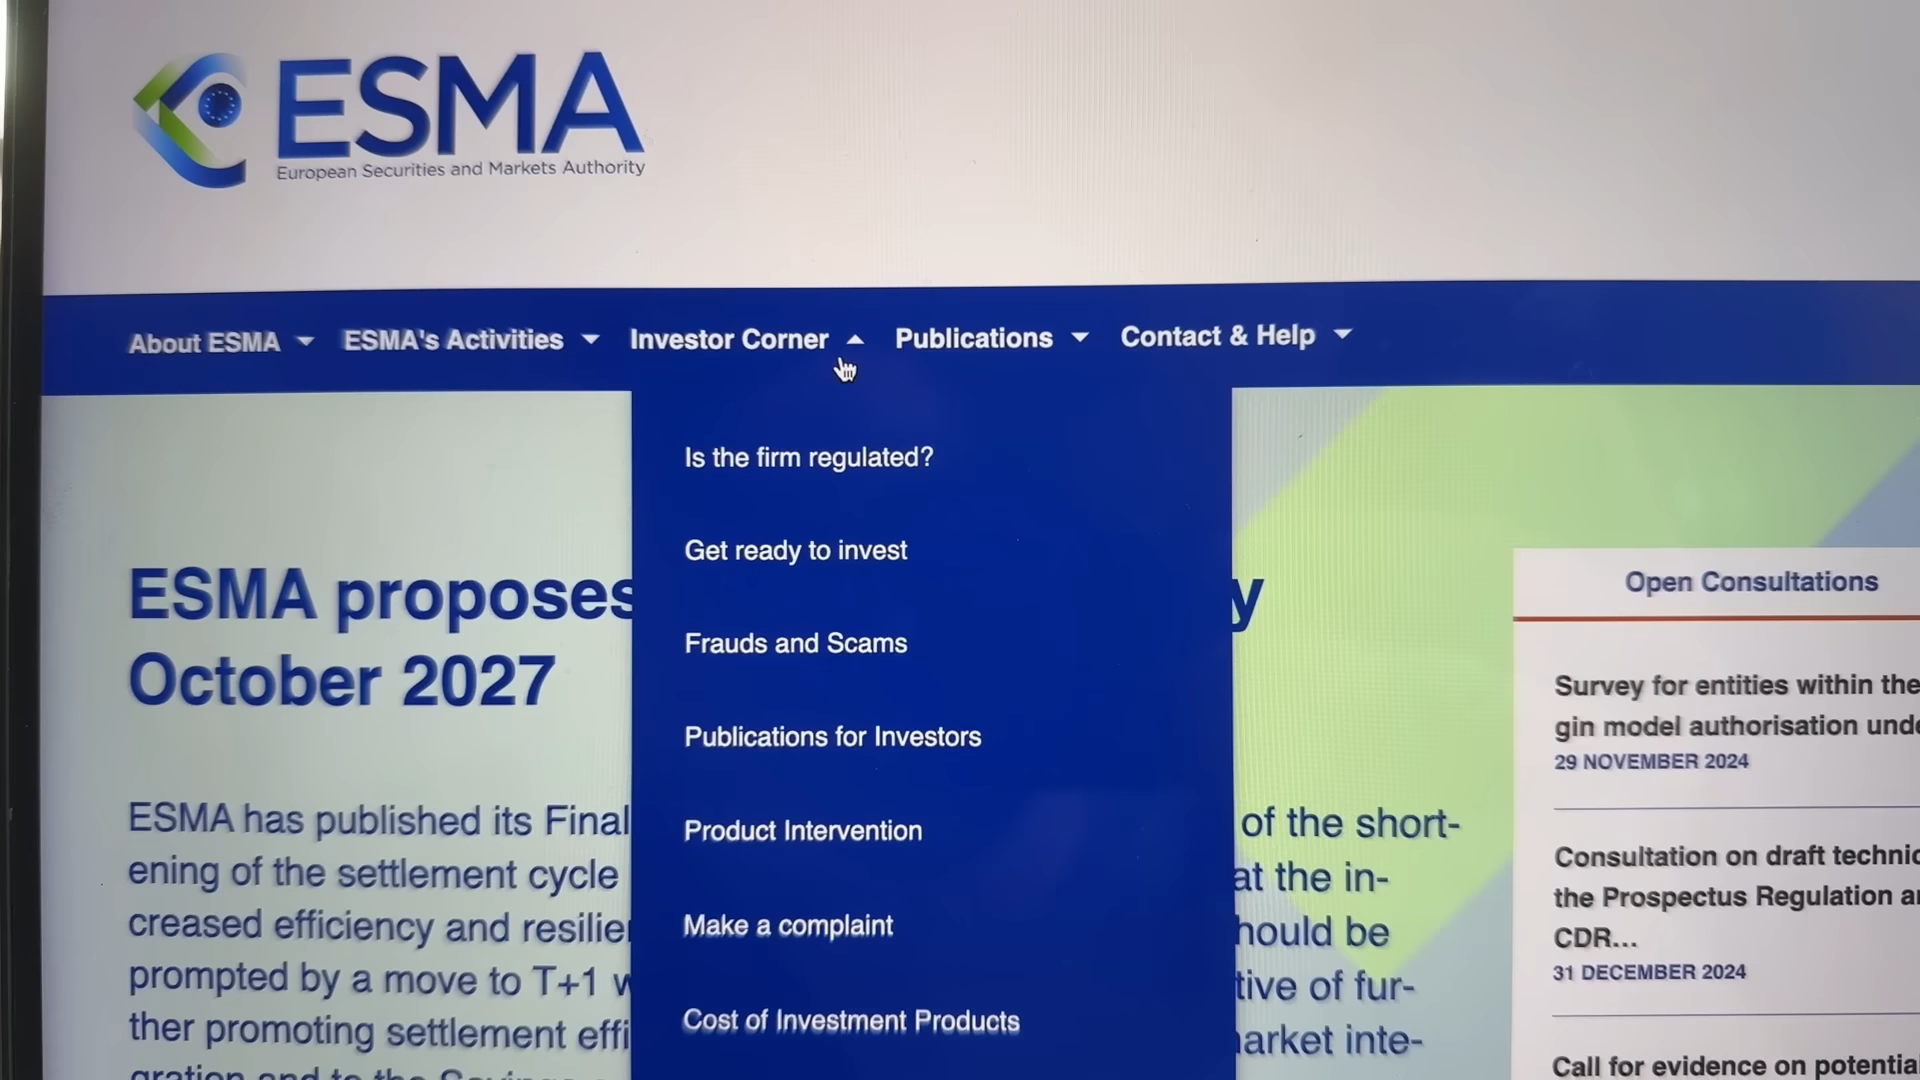 ESMA
European Securities and Markets Authority
About ESMA ESMA's Activities Investor Corner Publications Contact & Help
Is the firm regulated?
Get ready to invest
Frauds and Scams
Publications for Investors
Product Intervention
Make a complaint
Cost of Investment Products
ESMA proposes y
October 2027
ESMA has published its Final of the short-
ening of the settlement cycle at the in-
creased efficiency and resilie hould be
prompted by a move to T+1 w tive of fur-
ther promoting settlement effi arket inte-
gration and to the
Open Consultations
Survey for entities within the
gin model authorisation unde
29 NOVEMBER 2024
Consultation on draft technic
the Prospectus Regulation a
CDR...
31 DECEMBER 2024
Call for evidence on potentia